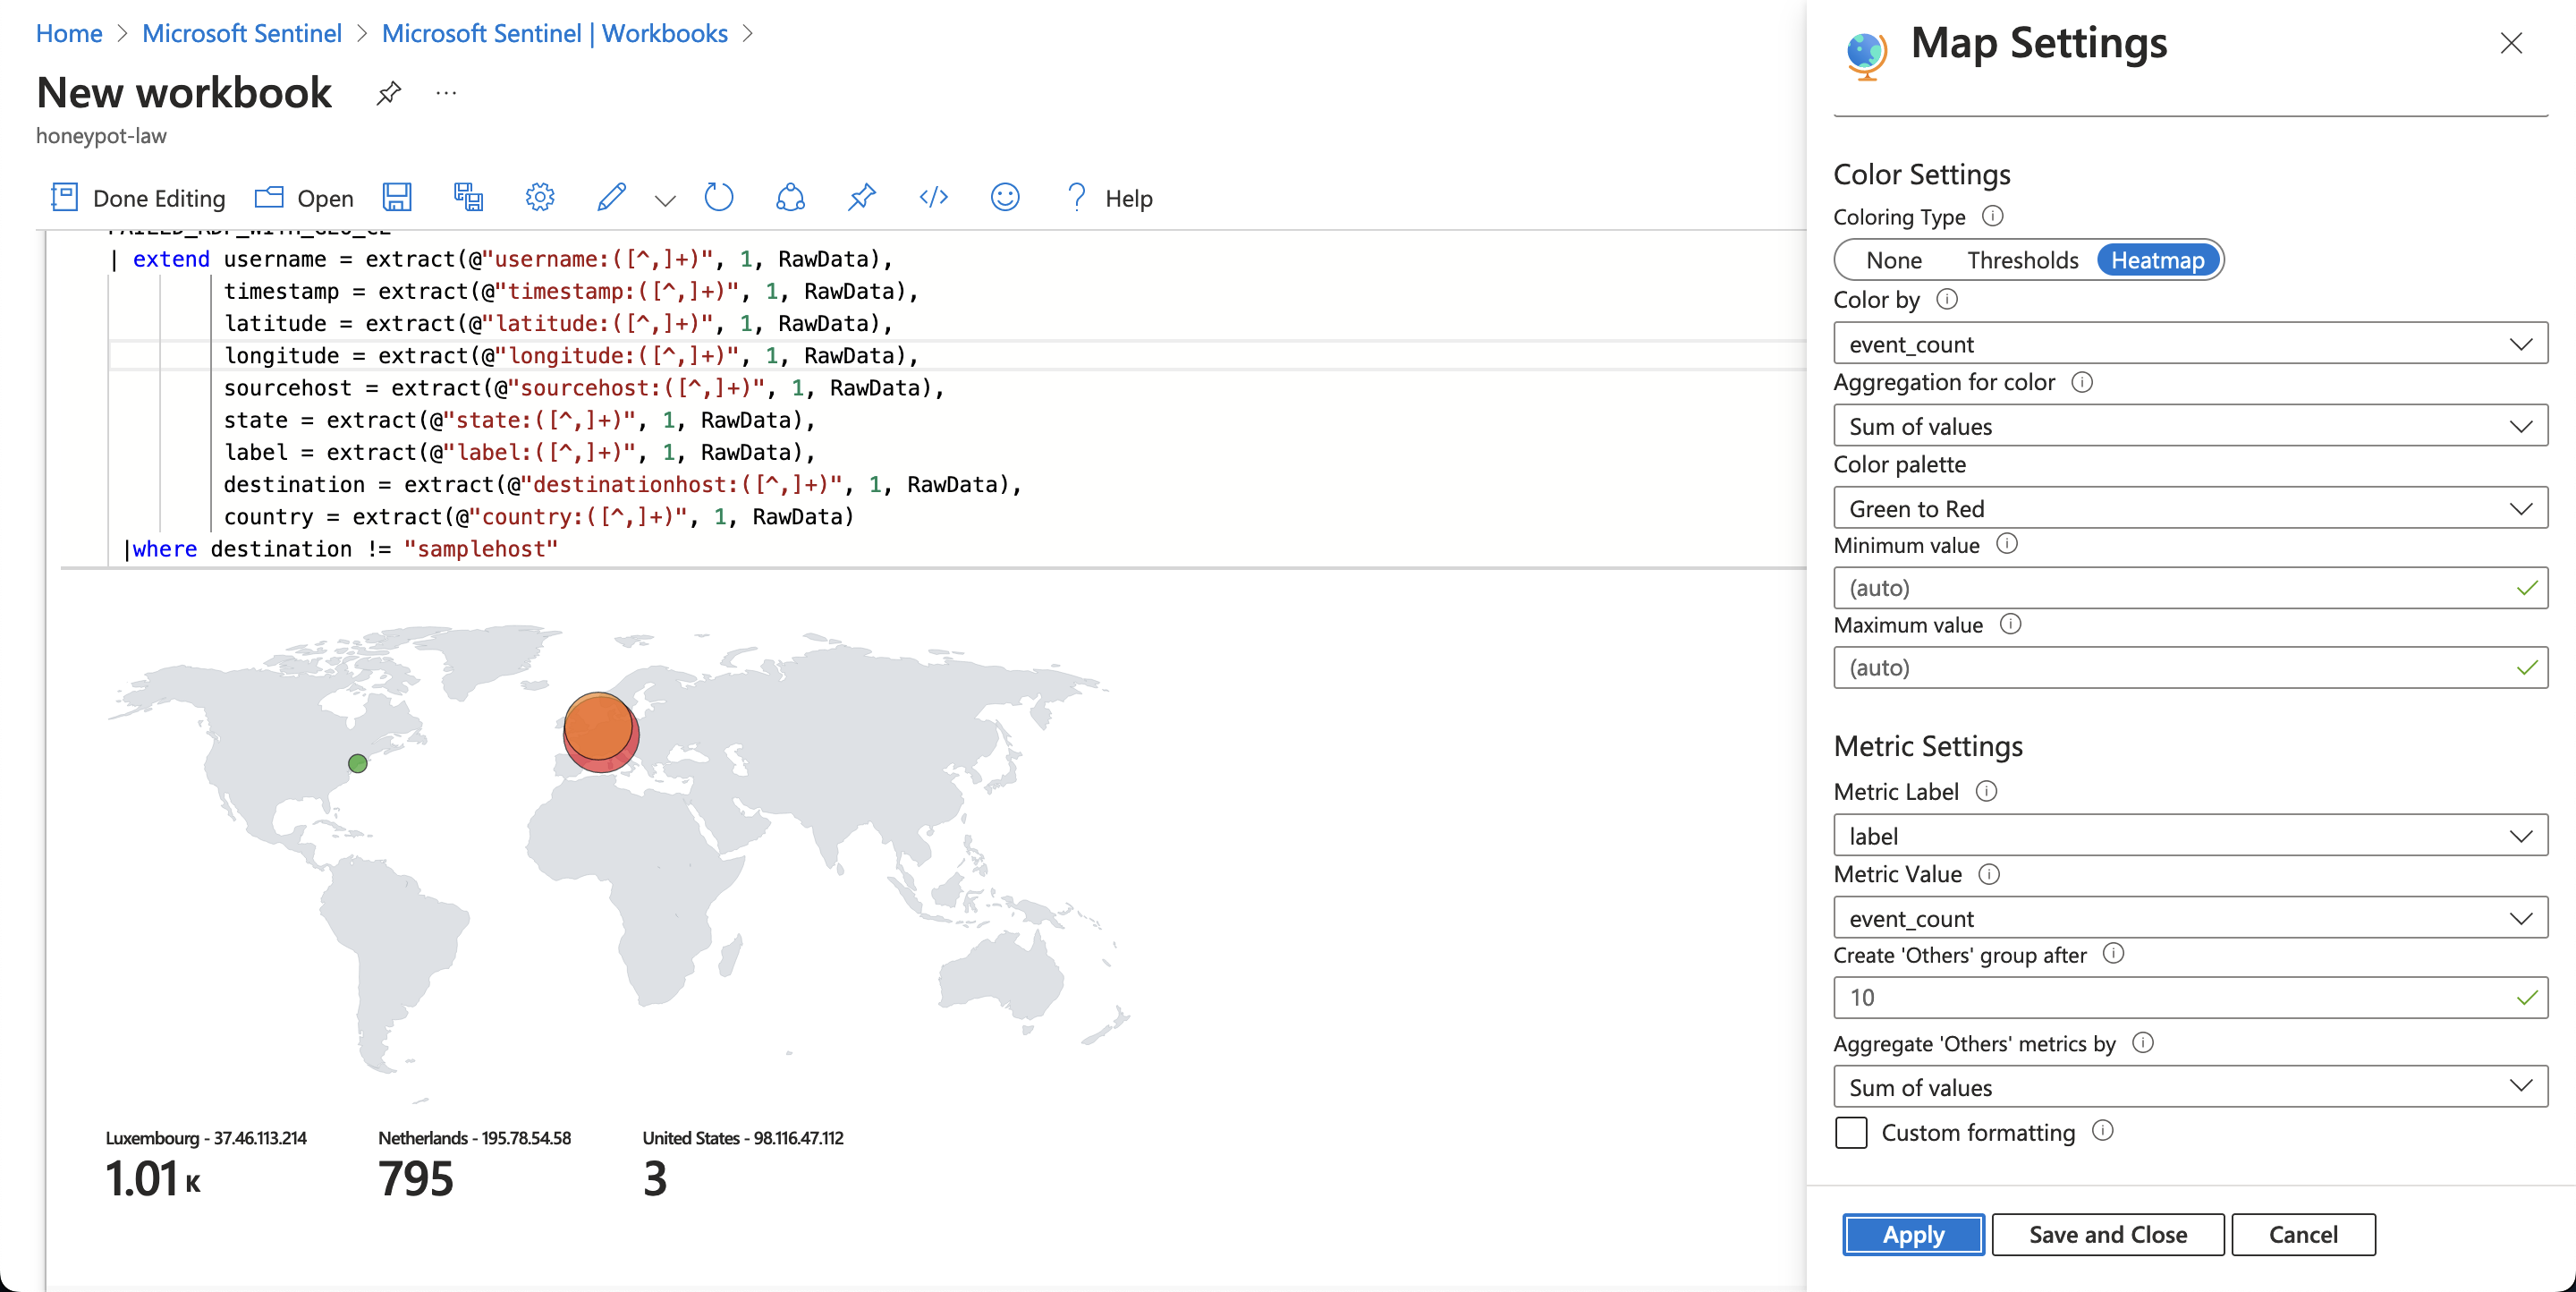 Home > Microsoft Sentinel > Microsoft Sentinel | Workbooks >
New workbook
honeypot-law
Done Editing Open Help
FAILED_RDP_WITH_GEO_CL
| extend username = extract(@"username:([^,]+)", 1, RawData),
timestamp = extract(@"timestamp:([^,]+)", 1, RawData),
latitude = extract(@"latitude:([^,]+)", 1, RawData),
longitude = extract(@"longitude:([^,]+)", 1, RawData),
sourcehost = extract(@"sourcehost:([^,]+)", 1, RawData),
state = extract(@"state:([^,]+)", 1, RawData),
label = extract(@"label:([^,]+)", 1, RawData),
destination = extract(@"destinationhost:([^,]+)", 1, RawData),
country = extract(@"country:([^,]+)", 1, RawData)
|where destination != "samplehost"
Luxembourg - 37.46.113.214
1.01 K
Netherlands - 195.78.54.58
795
United States - 98.116.47.112
3
Map Settings
Color Settings
Coloring Type
None Thresholds Heatmap
Color by
event_count
Aggregation for color
Sum of values
Color palette
Green to Red
Minimum value
(auto)
Maximum value
(auto)
Metric Settings
Metric Label
label
Metric Value
event_count
Create 'Others' group after
10
Aggregate 'Others' metrics by
Sum of values
Custom formatting
Apply Save and Close Cancel